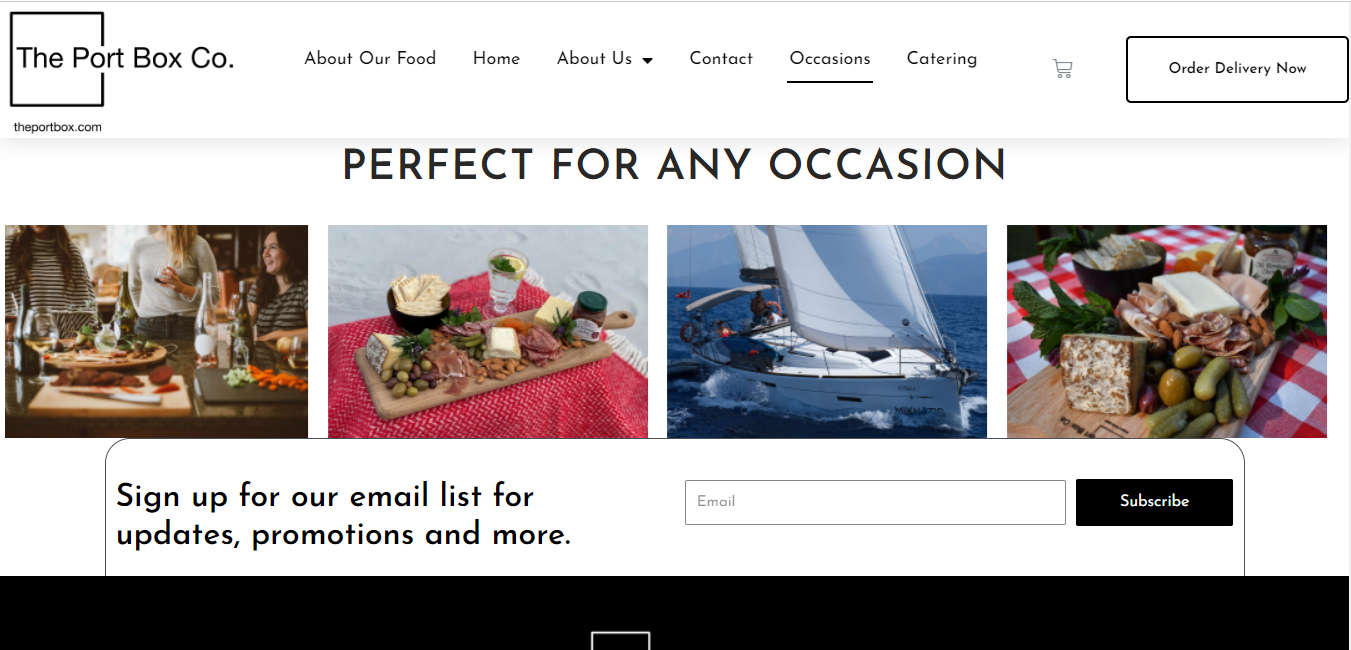 The Port Box Co.
theportbox.com
About Our Food
Home
About Us
Contact
Occasions
Catering
Order Delivery Now
PERFECT FOR ANY OCCASION
Sign up for our email list for
updates, promotions and more.
Email
Subscribe